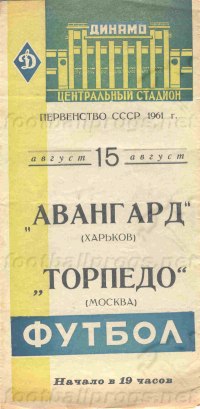 ДИНАМО
Д
ЦЕНТРАЛЬНЫЙ СТАДИОН
ПЕРВЕНСТВО СССР 1961 г.
август 15 август
„АВАНГАРД“
(ХАРЬКОВ)
„ТОРПЕДО“
(МОСКВА)
ФУТБОЛ
Начало в 19 часов